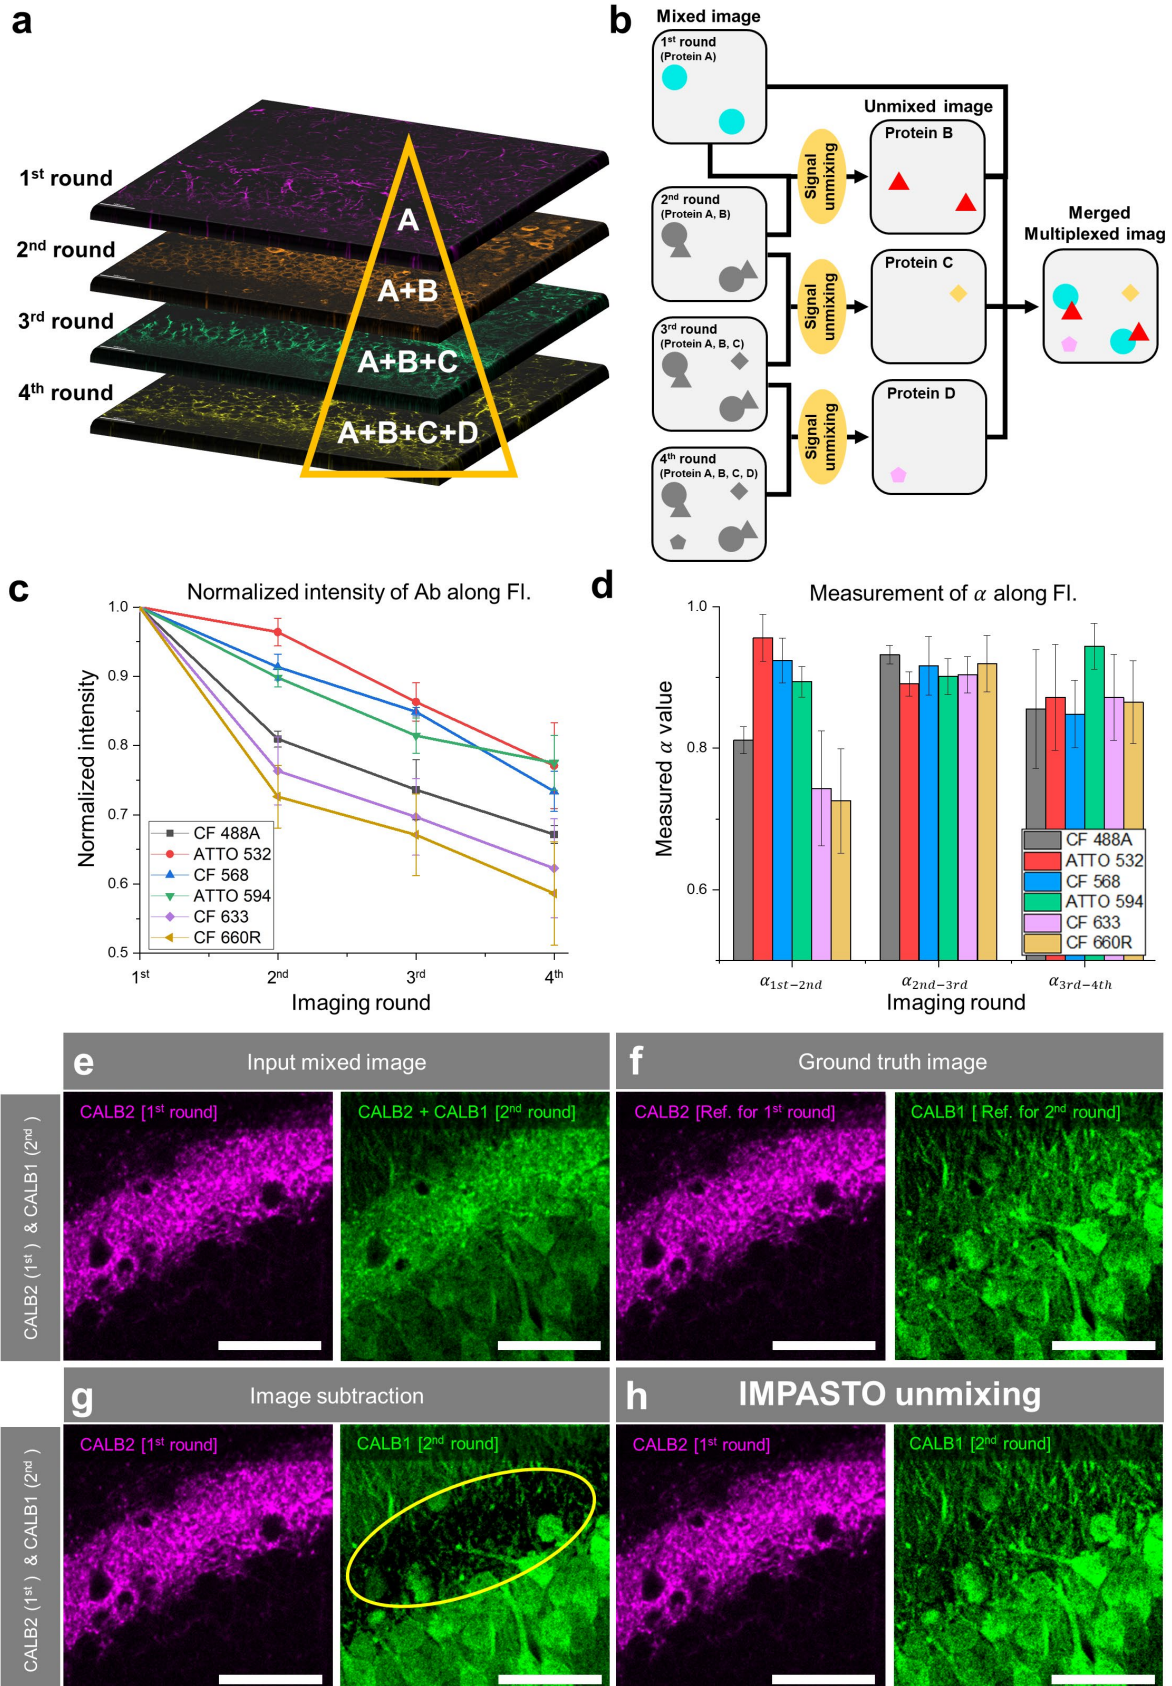 a
1st round
2nd round
3rd round
4th round
A
A+B
A+B+C
A+B+C+D
b
Mixed image
1st round
(Protein A)
2nd round
(Protein A, B)
3rd round
(Protein A, B, C)
4th round
(Protein A, B, C, D)
Signal
unmixing
Signal
unmixing
Signal
unmixing
Unmixed image
Protein B
Protein C
Protein D
Merged
Multiplexed imag
c
Normalized intensity of Ab along Fl.
Normalized intensity
1.0
0.9
0.8
0.7
0.6
0.5
CF 488A
ATTO 532
CF 568
ATTO 594
CF 633
CF 660R
1st
2nd
3rd
4th
Imaging round
d
Measurement of α along Fl.
Measured α value
1.0
0.8
0.6
CF 488A
ATTO 532
CF 568
ATTO 594
CF 633
CF 660R
α1st−2nd
α2nd−3rd
α3rd−4th
Imaging round
e
Input mixed image
f
Ground truth image
CALB2 (1st) & CALB1 (2nd)
CALB2 [1st round]
CALB2 + CALB1 [2nd round]
CALB2 [Ref. for 1st round]
CALB1 [ Ref. for 2nd round]
g
Image subtraction
h
IMPASTO unmixing
CALB2 (1st) & CALB1 (2nd)
CALB2 [1st round]
CALB1 [2nd round]
CALB2 [1st round]
CALB1 [2nd round]